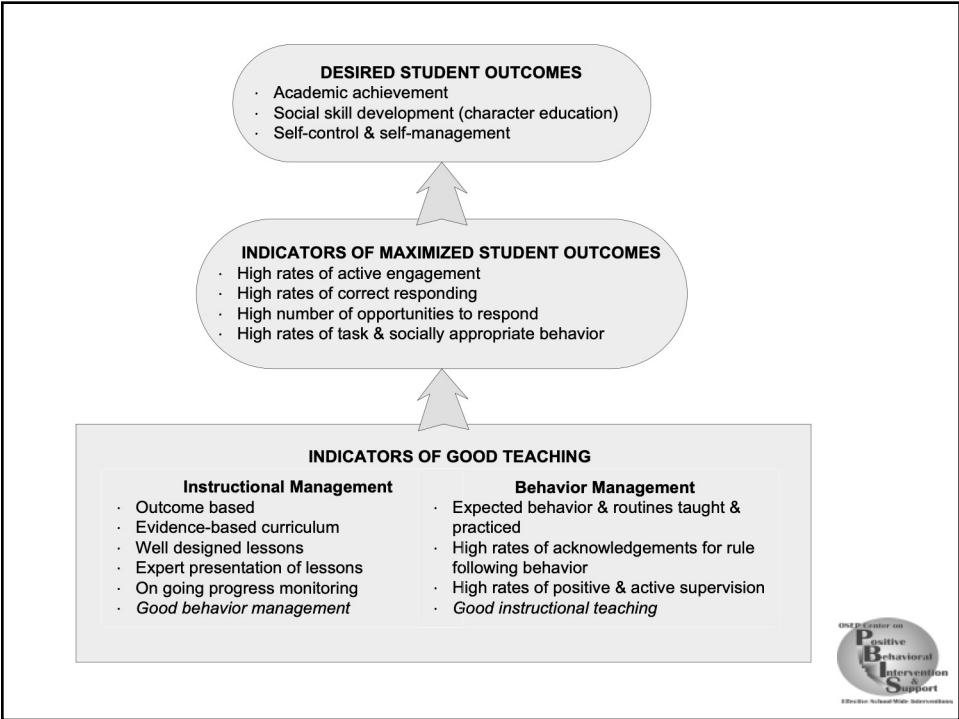 DESIRED STUDENT OUTCOMES
· Academic achievement
· Social skill development (character education)
· Self-control & self-management
INDICATORS OF MAXIMIZED STUDENT OUTCOMES
· High rates of active engagement
· High rates of correct responding
· High number of opportunities to respond
· High rates of task & socially appropriate behavior
INDICATORS OF GOOD TEACHING
Instructional Management
· Outcome based
· Evidence-based curriculum
· Well designed lessons
· Expert presentation of lessons
· On going progress monitoring
· Good behavior management
Behavior Management
· Expected behavior & routines taught &
practiced
· High rates of acknowledgements for rule
following behavior
· High rates of positive & active supervision
· Good instructional teaching
OSEP Center on
Positive
Behavioral
Intervention
&
Support
Effective School-Wide Interventions